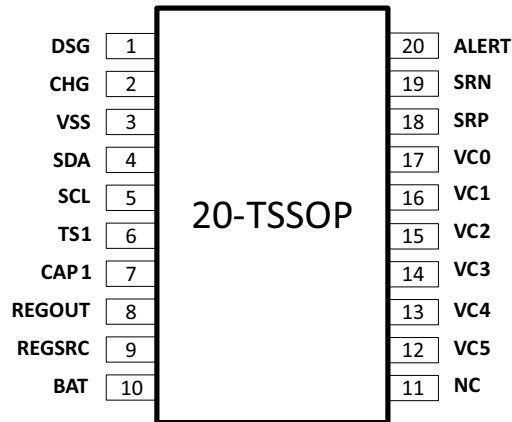 DSG 1 20 ALERT
CHG 2 19 SRN
VSS 3 18 SRP
SDA 4 17 VC0
SCL 5 16 VC1
20-TSSOP
TS1 6 15 VC2
CAP1 7 14 VC3
REGOUT 8 13 VC4
REGSRC 9 12 VC5
BAT 10 11 NC